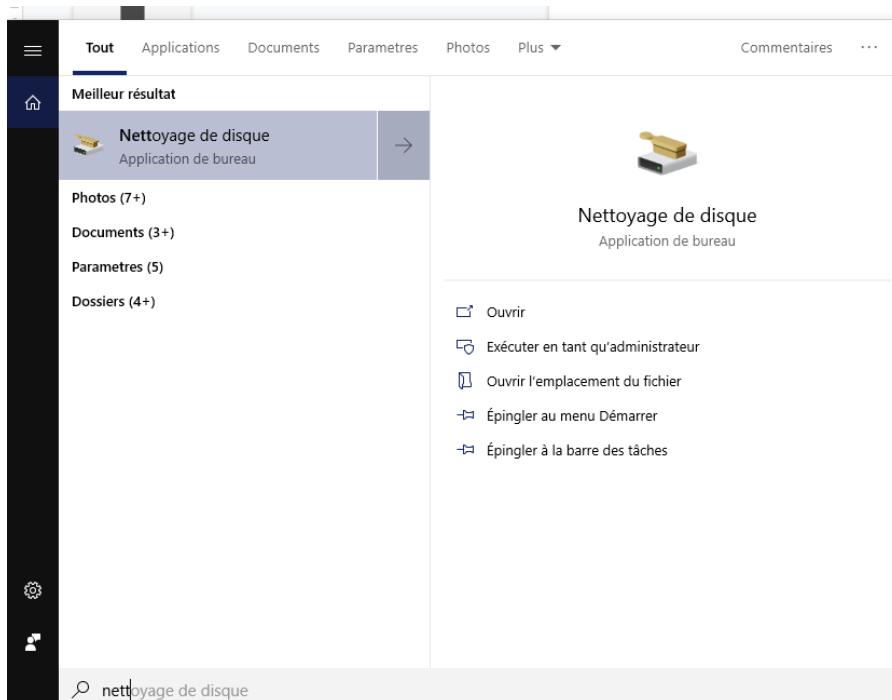 Tout Applications Documents Parametres Photos Plus Commentaires ...
Meilleur résultat
Nettoyage de disque
Application de bureau
Photos (7+)
Documents (3+)
Parametres (5)
Dossiers (4+)
Nettoyage de disque
Application de bureau
Ouvrir
Exécuter en tant qu'administrateur
Ouvrir l'emplacement du fichier
Épingler au menu Démarrer
Épingler à la barre des tâches
nettoyage de disque